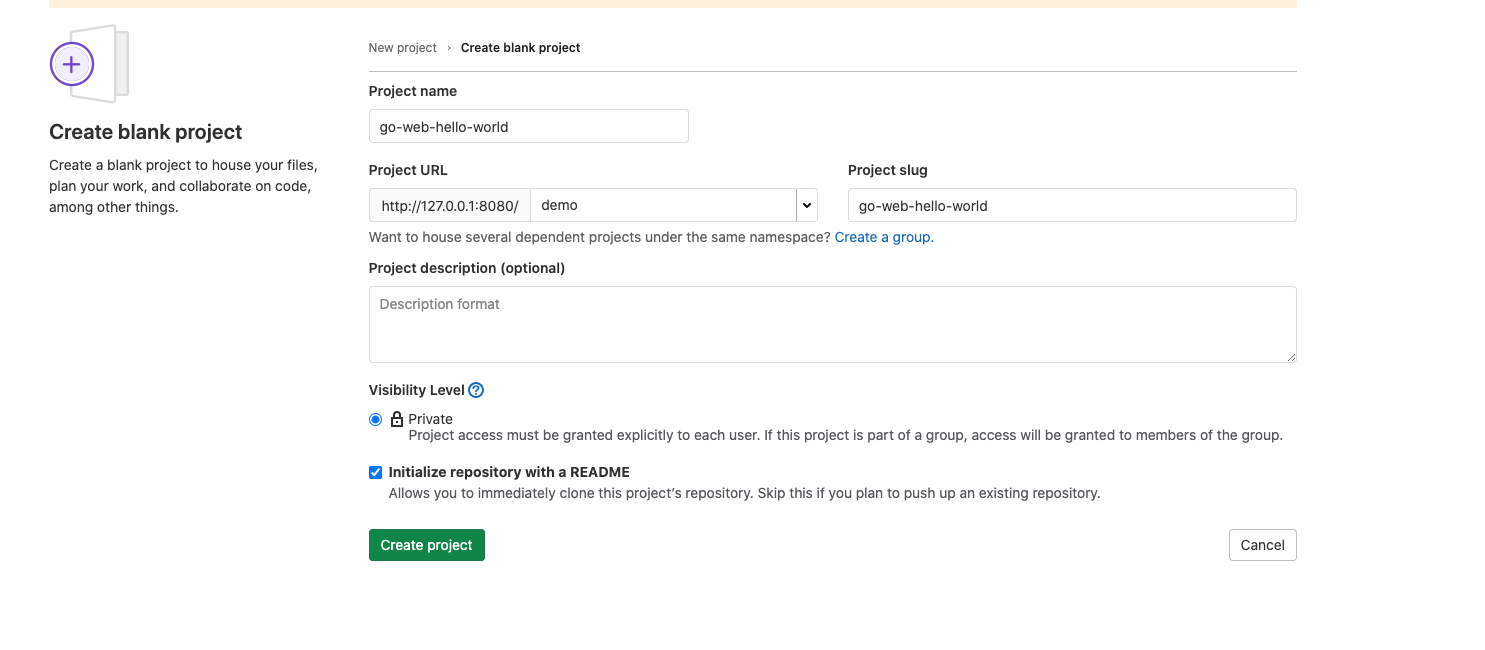 New project › Create blank project
Create blank project
Create a blank project to house your files,
plan your work, and collaborate on code,
among other things.
Project name
go-web-hello-world
Project URL
Project slug
http://127.0.0.1:8080/ demo
go-web-hello-world
Want to house several dependent projects under the same namespace? Create a group.
Project description (optional)
Description format
Visibility Level
Private
Project access must be granted explicitly to each user. If this project is part of a group, access will be granted to members of the group.
Initialize repository with a README
Allows you to immediately clone this project’s repository. Skip this if you plan to push up an existing repository.
Create project
Cancel